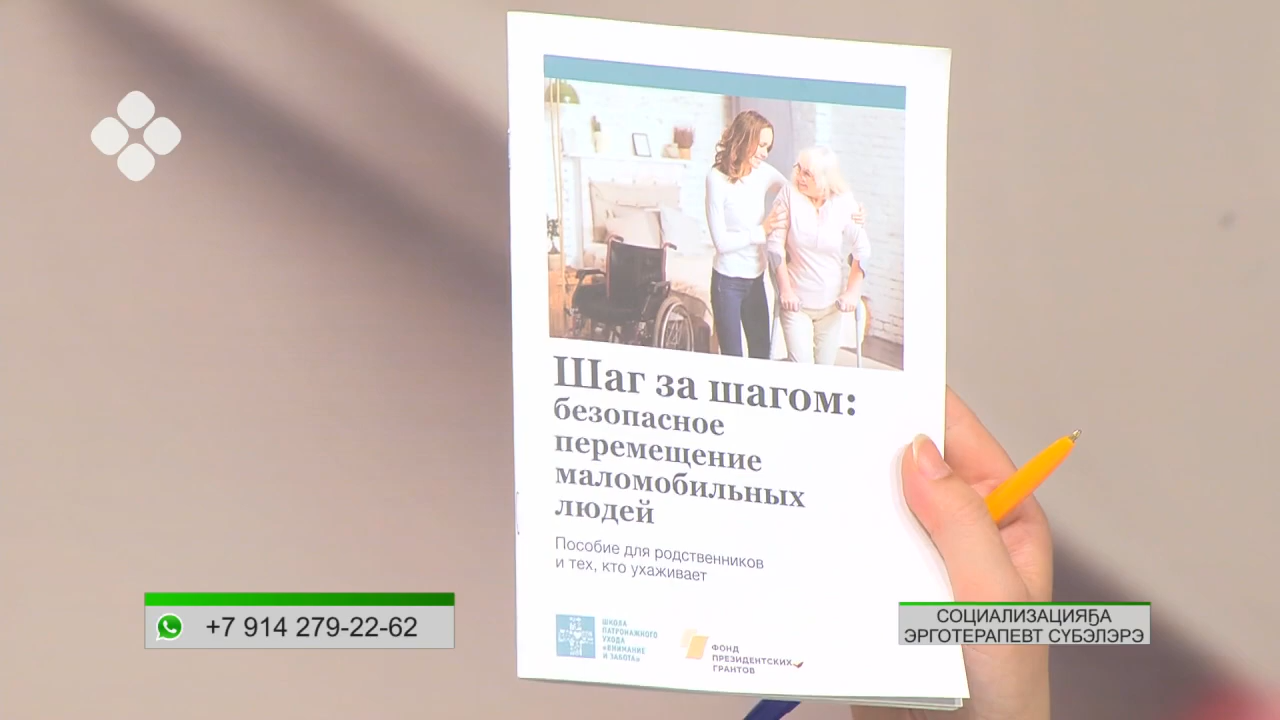 Шаг за шагом:
безопасное
перемещение
маломобильных
людей
Пособие для родственников
и тех, кто ухаживает
ШКОЛА
ПАТРОНАЖНОГО
УХОДА
«ВНИМАНИЕ
И ЗАБОТА»
ФОНД
ПРЕЗИДЕНТСКИХ
ГРАНТОВ
+7 914 279-22-62
СОЦИАЛИЗАЦИЯҔА
ЭРГОТЕРАПЕВТ СҮБЭЛЭРЭ